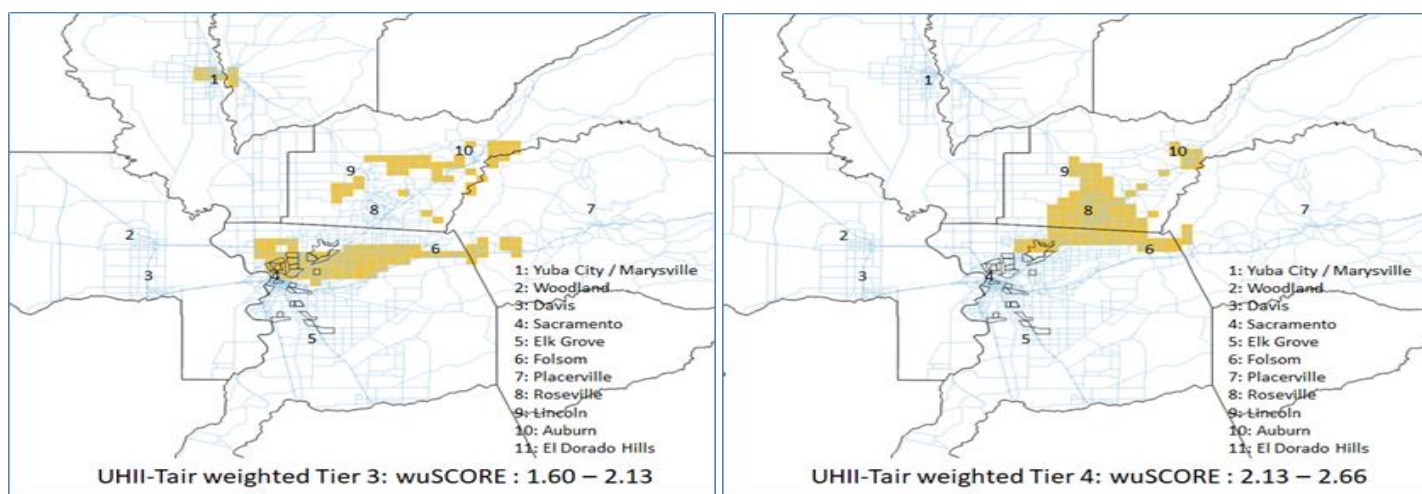 1
10
9
8
7
2
6
3
4
5
1: Yuba City / Marysville
2: Woodland
3: Davis
4: Sacramento
5: Elk Grove
6: Folsom
7: Placerville
8: Roseville
9: Lincoln
10: Auburn
11: El Dorado Hills
UHII-Tair weighted Tier 3: wuSCORE : 1.60 – 2.13
1
10
9
8
7
2
6
3
4
5
1: Yuba City / Marysville
2: Woodland
3: Davis
4: Sacramento
5: Elk Grove
6: Folsom
7: Placerville
8: Roseville
9: Lincoln
10: Auburn
11: El Dorado Hills
UHII-Tair weighted Tier 4: wuSCORE : 2.13 – 2.66